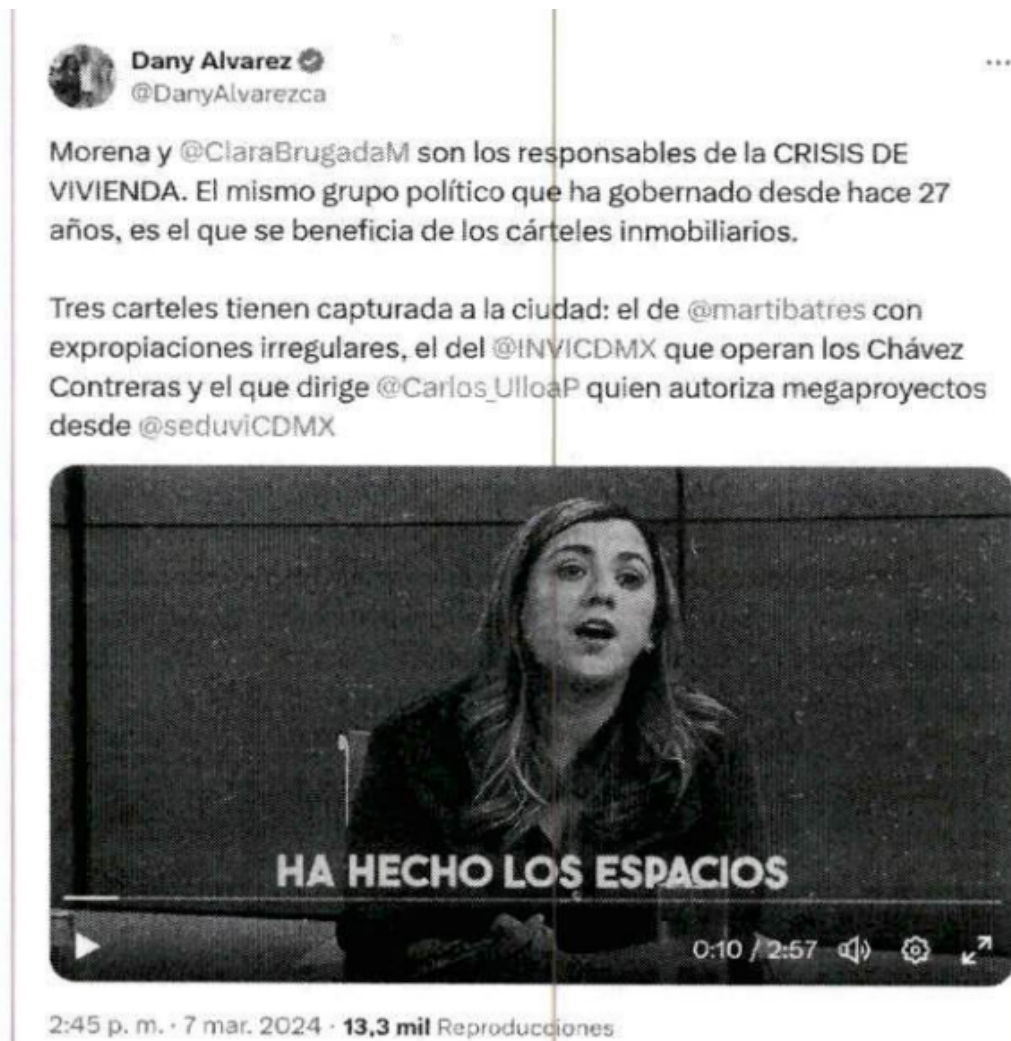 Dany Alvarez
@DanyAlvarezca
Morena y @ClaraBrugadaM son los responsables de la CRISIS DE
VIVIENDA. El mismo grupo político que ha gobernado desde hace 27
años, es el que se beneficia de los cárteles inmobiliarios.
Tres carteles tienen capturada a la ciudad: el de @martibatres con
expropiaciones irregulares, el del @INVICDMX que operan los Chávez
Contreras y el que dirige @Carlos_UlloaP quien autoriza megaproyectos
desde @seduviCDMX
HA HECHO LOS ESPACIOS
0:10 / 2:57
2:45 p. m. · 7 mar. 2024 · 13,3 mil Reproducciones